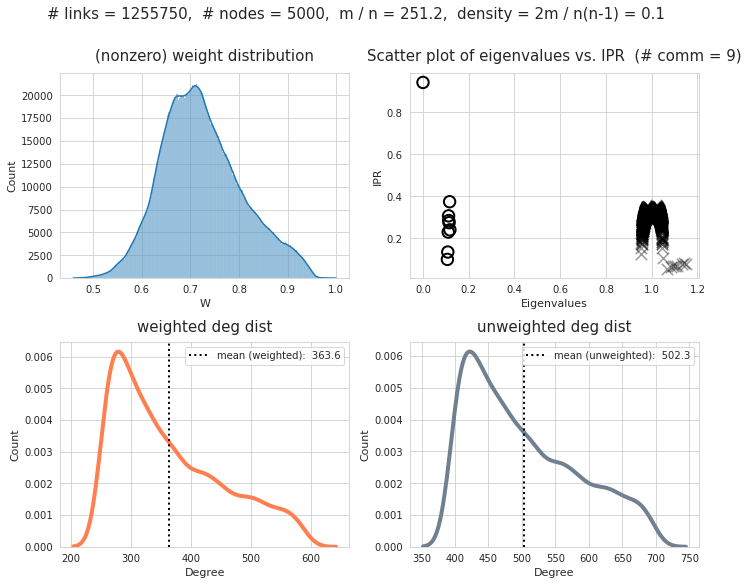 # links = 1255750,  # nodes = 5000,  m / n = 251.2,  density = 2m / n(n-1) = 0.1
(nonzero) weight distribution
20000
17500
15000
12500
10000
7500
5000
2500
0
Count
0.5 0.6 0.7 0.8 0.9 1.0
W
Scatter plot of eigenvalues vs. IPR  (# comm = 9)
0.8
0.6
0.4
0.2
IPR
0.0 0.2 0.4 0.6 0.8 1.0 1.2
Eigenvalues
weighted deg dist
mean (weighted):  363.6
0.006
0.005
0.004
0.003
0.002
0.001
0.000
Count
200 300 400 500 600
Degree
unweighted deg dist
mean (unweighted):  502.3
0.006
0.005
0.004
0.003
0.002
0.001
0.000
Count
350 400 450 500 550 600 650 700 750
Degree